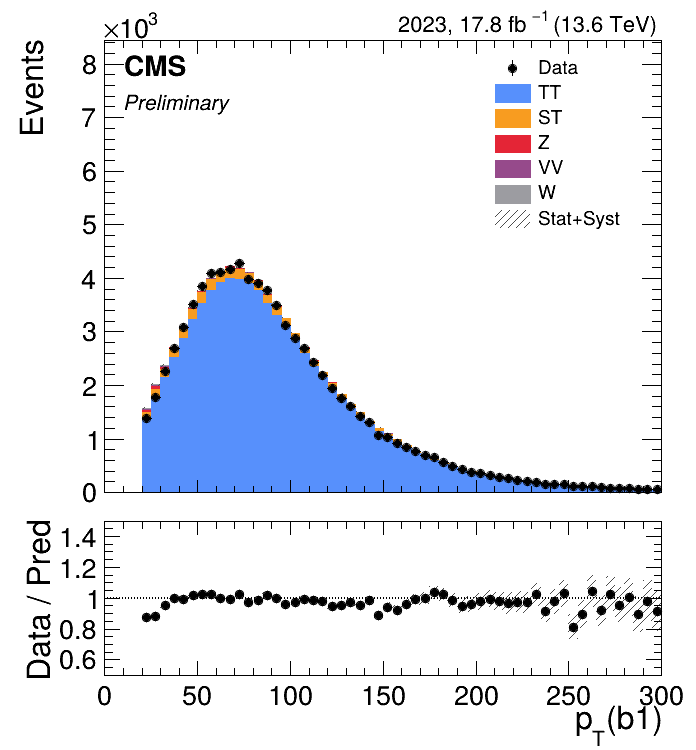 ×10³
2023, 17.8 fb⁻¹ (13.6 TeV)
Events
CMS
Preliminary
Data
TT
ST
Z
VV
W
Stat+Syst
8
7
6
5
4
3
2
1
0
Data / Pred
1.4
1.2
1
0.8
0.6
0 50 100 150 200 250 300
p_T(b1)